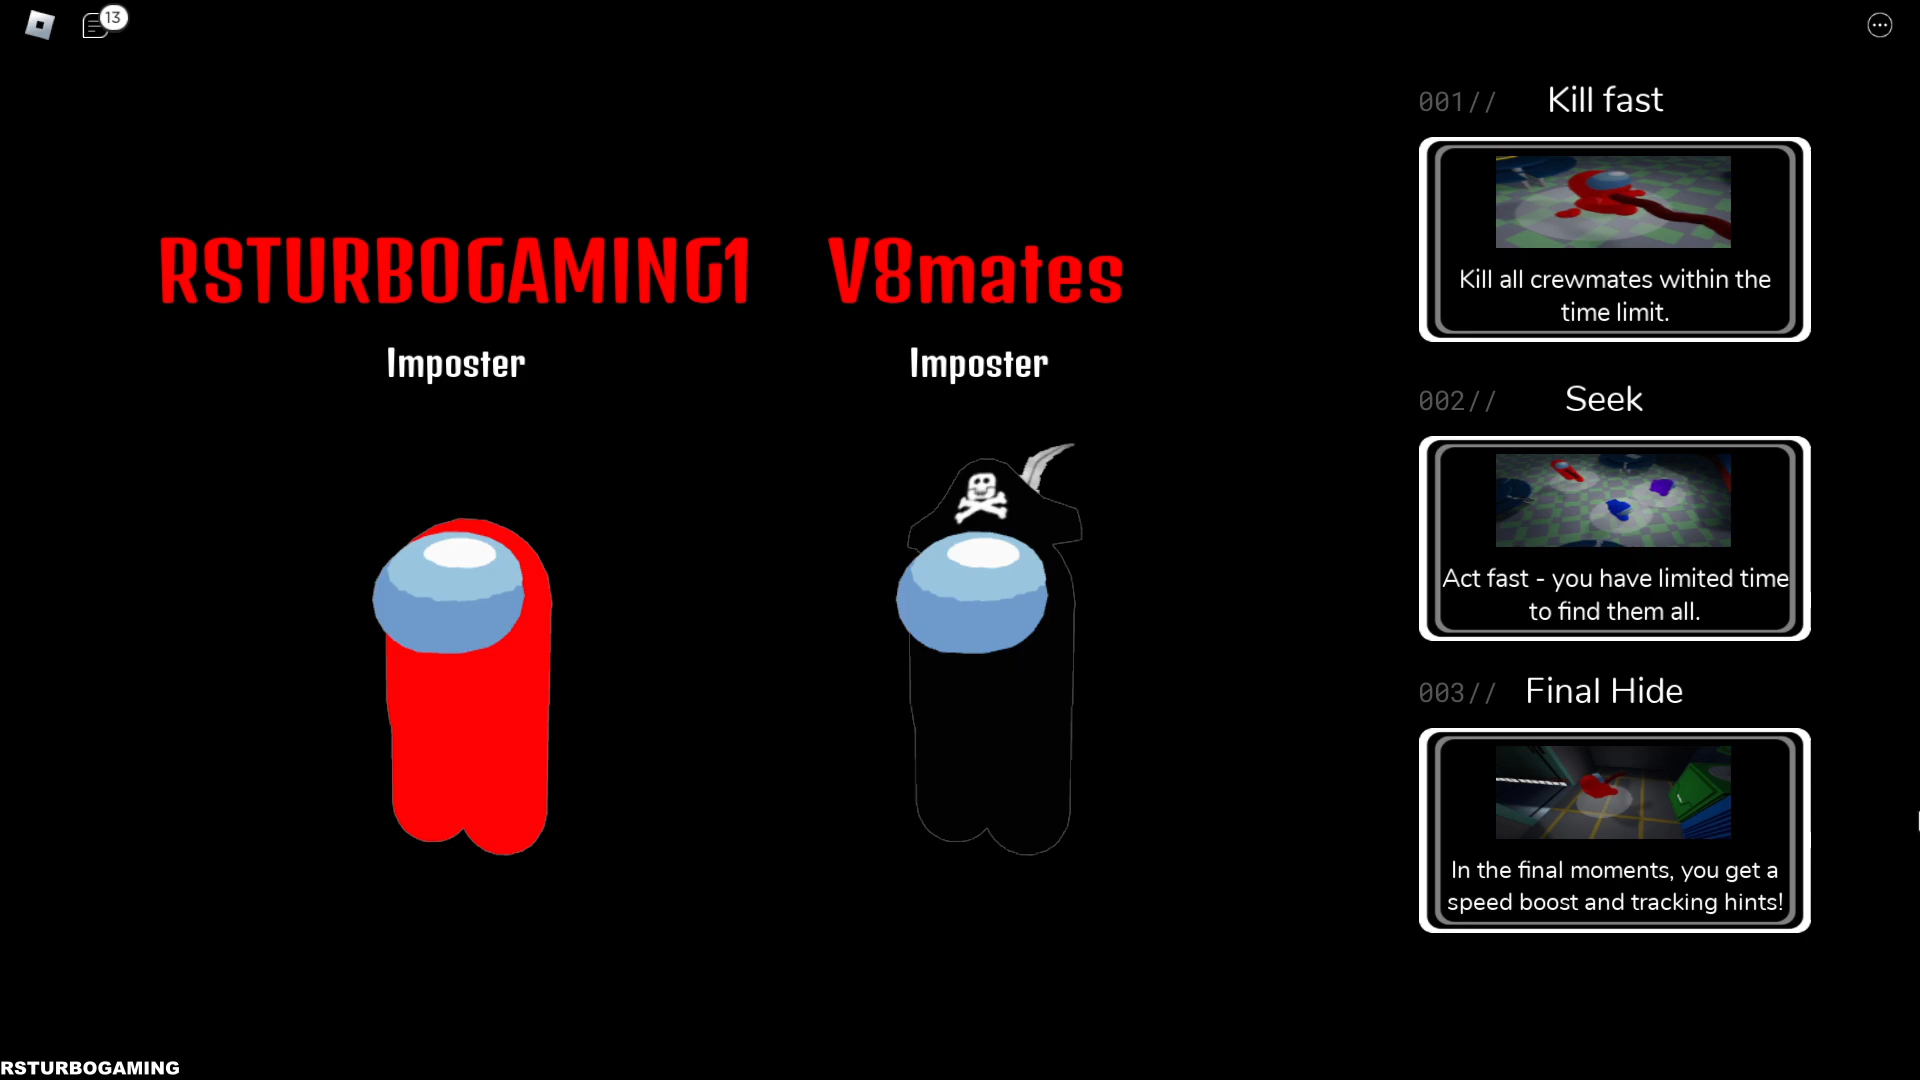 13
RSTURBOGAMING1
Imposter
V8mates
Imposter
001//
Kill fast
Kill all crewmates within the
time limit.
002//
Seek
Act fast - you have limited time
to find them all.
003//
Final Hide
In the final moments, you get a
speed boost and tracking hints!
RSTURBOGAMING